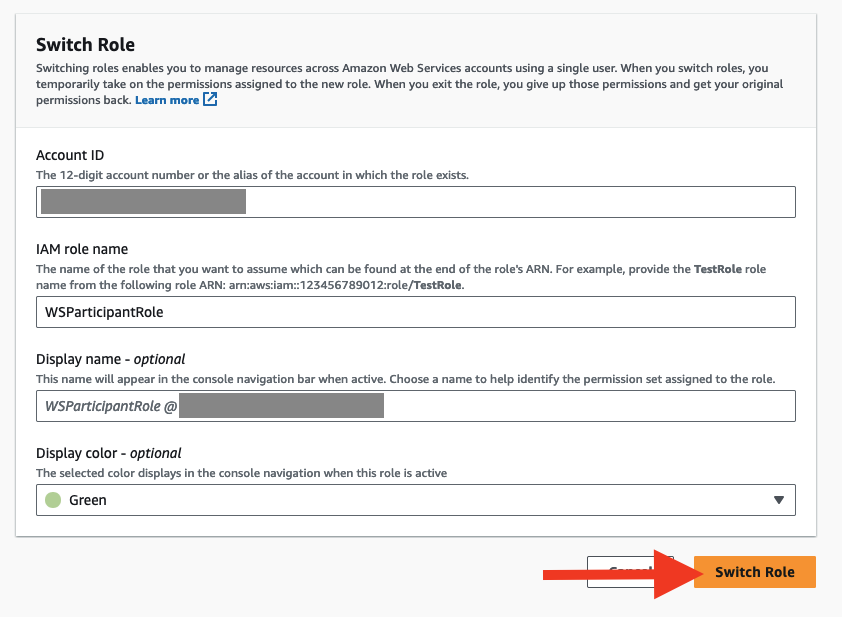 Switch Role
Switching roles enables you to manage resources across Amazon Web Services accounts using a single user. When you switch roles, you
temporarily take on the permissions assigned to the new role. When you exit the role, you give up those permissions and get your original
permissions back. Learn more
Account ID
The 12-digit account number or the alias of the account in which the role exists.
IAM role name
The name of the role that you want to assume which can be found at the end of the role's ARN. For example, provide the TestRole role
name from the following role ARN: arn:aws:iam::123456789012:role/TestRole.
WSParticipantRole
Display name - optional
This name will appear in the console navigation bar when active. Choose a name to help identify the permission set assigned to the role.
WSParticipantRole @
Display color - optional
The selected color displays in the console navigation when this role is active
Green
Switch Role